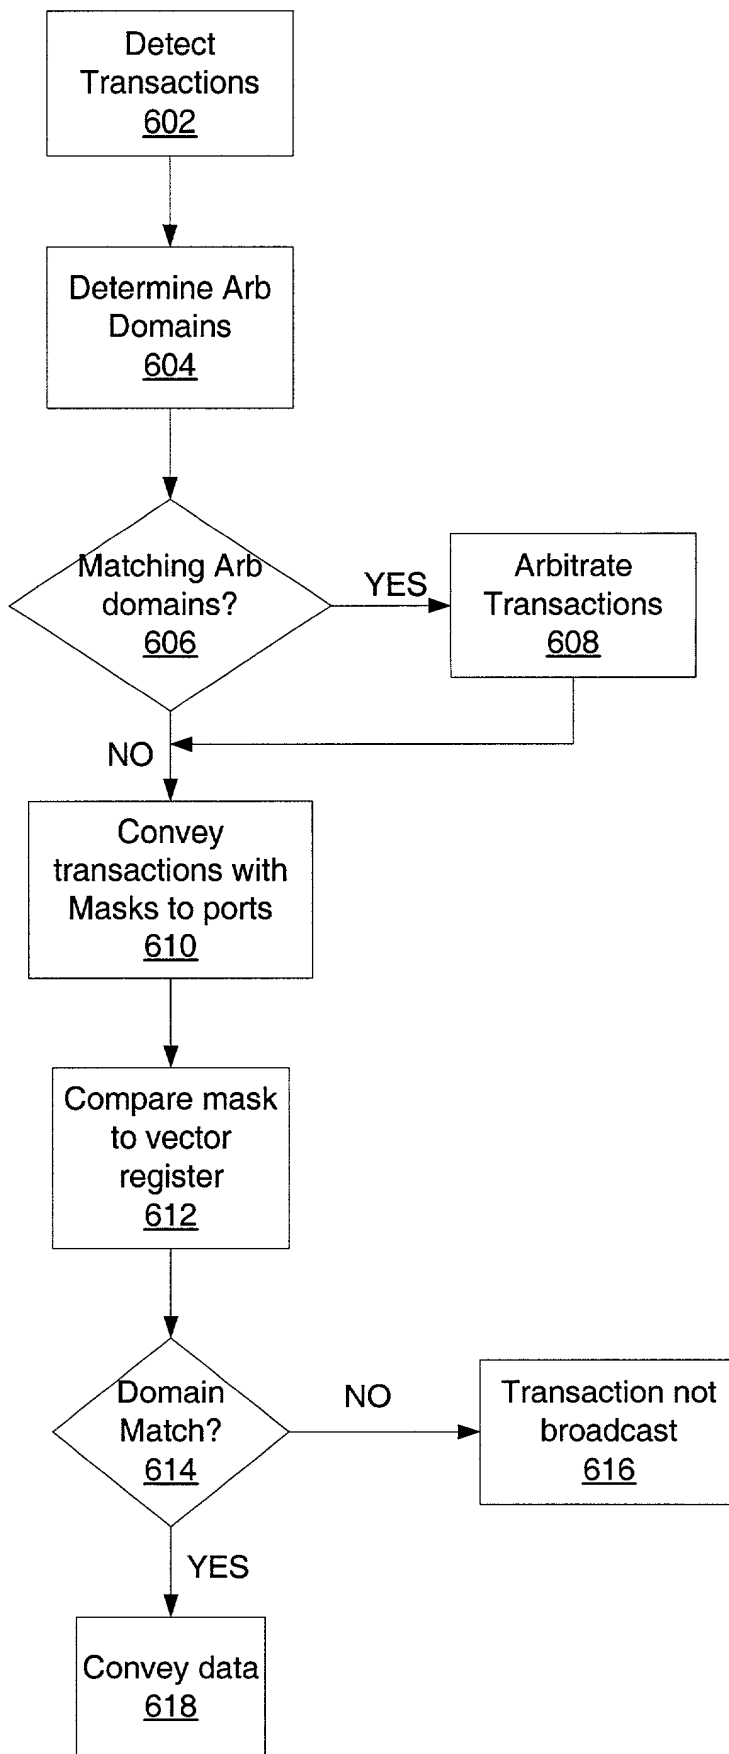 Detect
Transactions
602
Determine Arb
Domains
604
Matching Arb
domains?
606
YES
Arbitrate
Transactions
608
NO
Convey
transactions with
Masks to ports
610
Compare mask
to vector
register
612
Domain
Match?
614
NO
Transaction not
broadcast
616
YES
Convey data
618